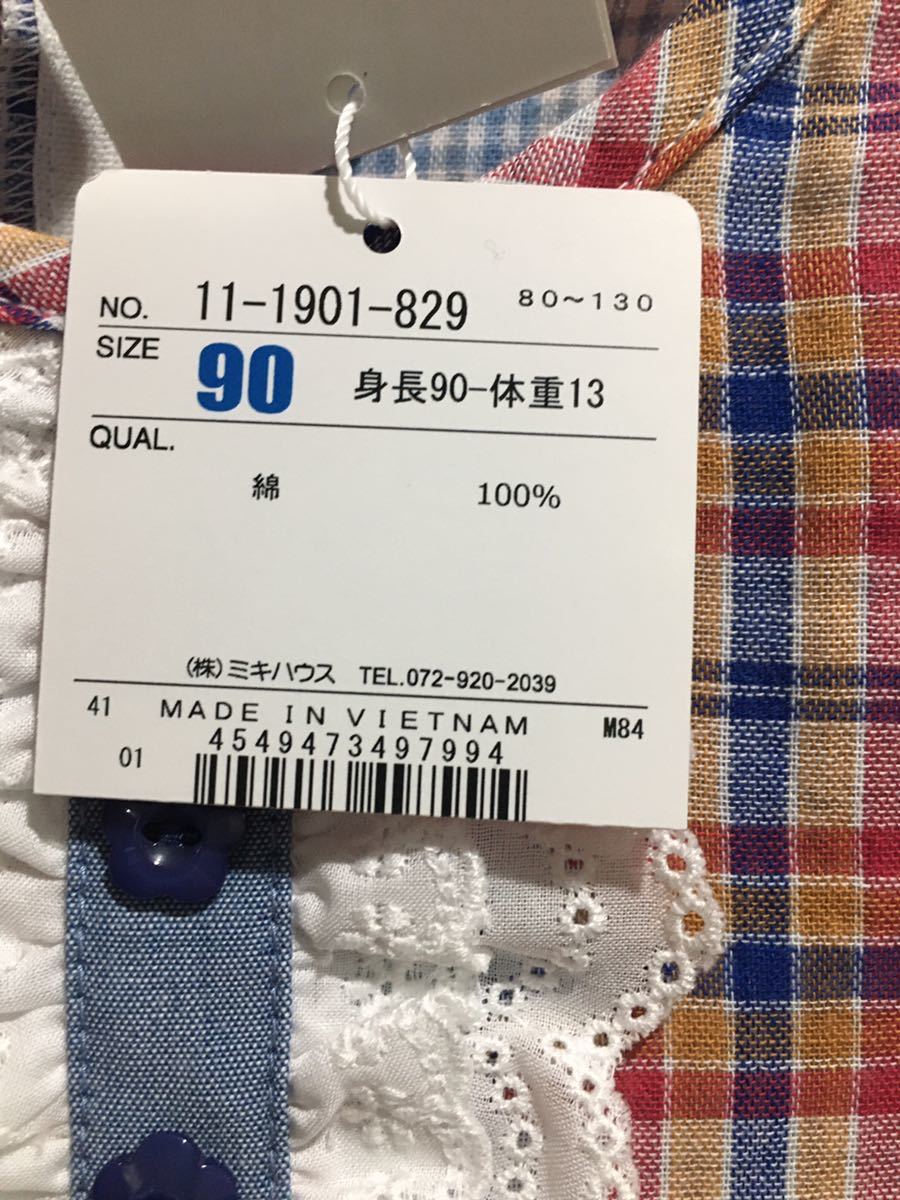 NO. 11-1901-829 80~130
SIZE 90 身長90-体重13
QUAL.
綿 100%
(株)ミキハウス TEL.072-920-2039
41 MADE IN VIETNAM M84
01 4549473497994